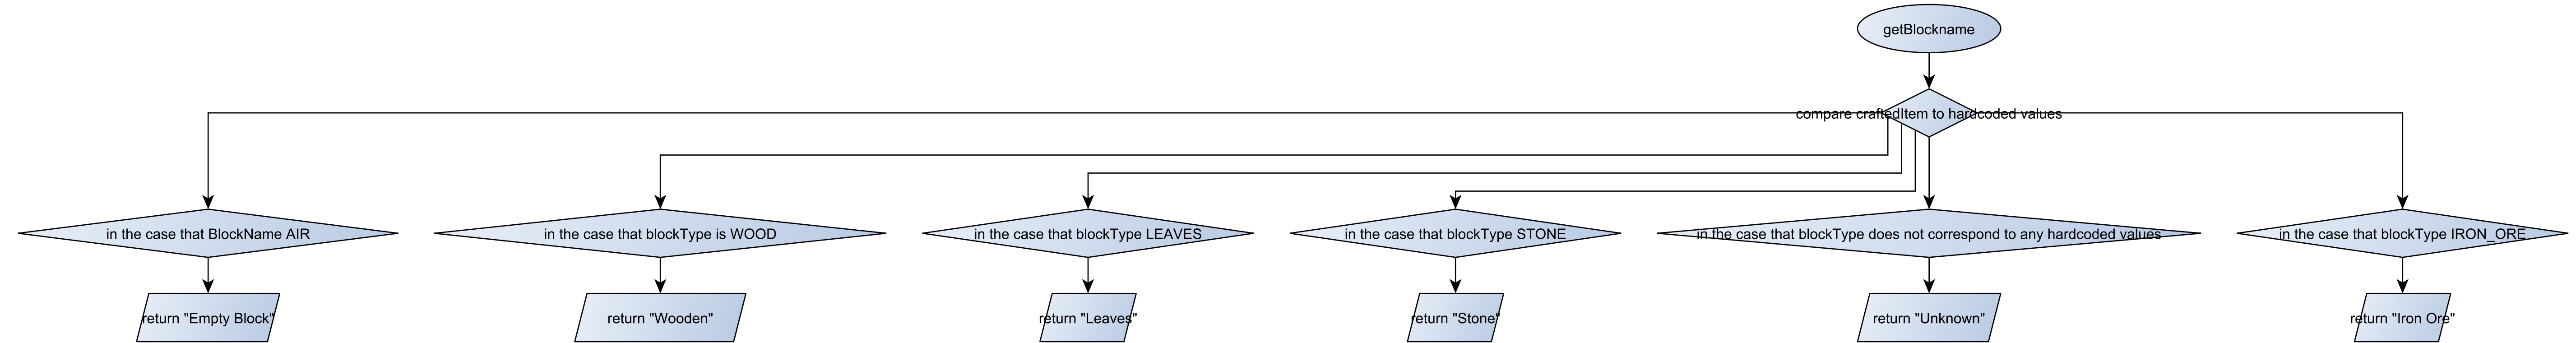 getBlockname
compare craftedItem to hardcoded values
in the case that BlockName AIR
in the case that blockType is WOOD
in the case that blockType LEAVES
in the case that blockType STONE
in the case that blockType does not correspond to any hardcoded values
in the case that blockType IRON_ORE
return "Empty Block"
return "Wooden"
return "Leaves"
return "Stone"
return "Unknown"
return "Iron Ore"